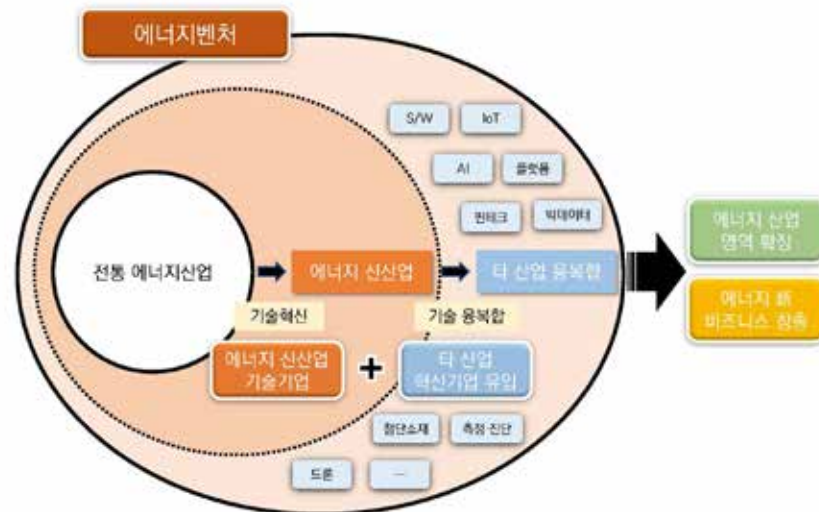 에너지벤처
S/W
IoT
AI
플랫폼
핀테크
빅데이터
전통 에너지산업
에너지 신산업
타 산업 융복합
에너지 산업
영역 확장
기술혁신
기술 융복합
에너지 新
비즈니스 창출
에너지 신산업
기술기업
+
타 산업
혁신기업 유입
첨단소재
측정·진단
드론
…